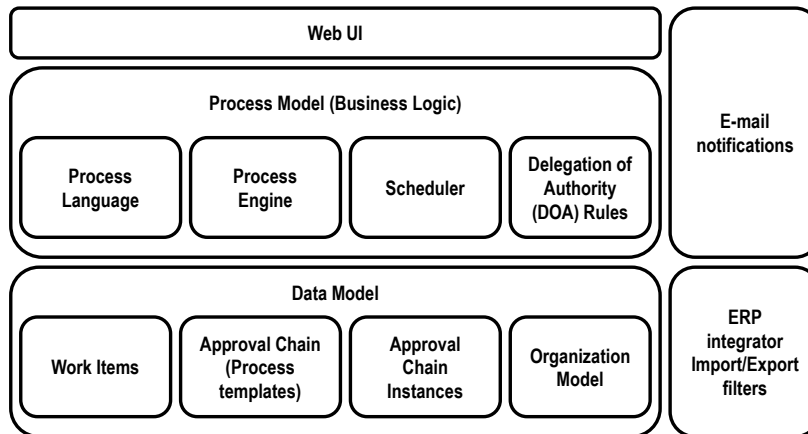 Web UI
Process Model (Business Logic)
Process
Language
Process
Engine
Scheduler
Delegation of
Authority
(DOA) Rules
E-mail
notifications
Data Model
Work Items
Approval Chain
(Process
templates)
Approval
Chain
Instances
Organization
Model
ERP
integrator
Import/Export
filters